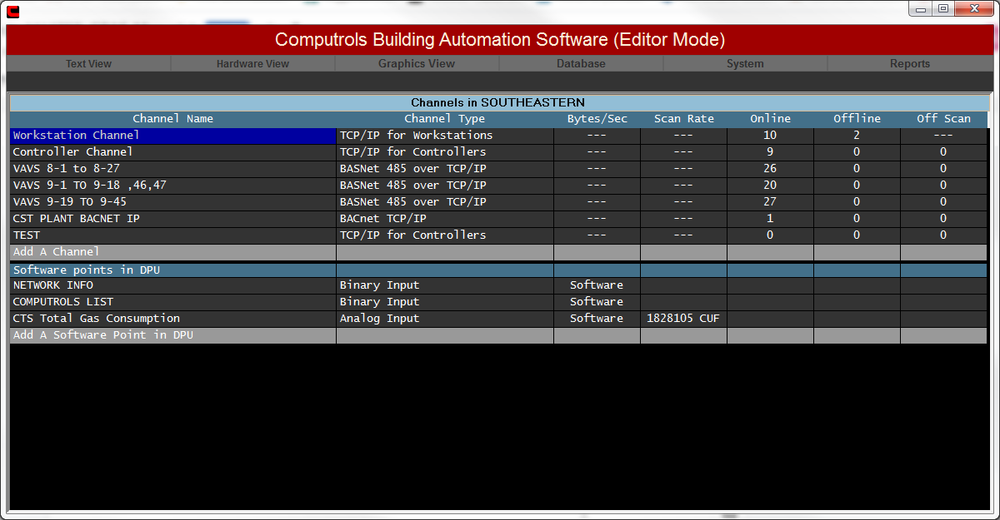 Computrols Building Automation Software (Editor Mode)
Text View Hardware View Graphics View Database System Reports
Channels in SOUTHEASTERN
Channel Name Channel Type Bytes/Sec Scan Rate Online Offline Off Scan
Workstation Channel TCP/IP for Workstations --- --- 10 2 ---
Controller Channel TCP/IP for Controllers --- --- 9 0 0
VAVS 8-1 to 8-27 BASNet 485 over TCP/IP --- --- 26 0 0
VAVS 9-1 TO 9-18 ,46,47 BASNet 485 over TCP/IP --- --- 20 0 0
VAVS 9-19 TO 9-45 BASNet 485 over TCP/IP --- --- 27 0 0
CST PLANT BACNET IP BACnet TCP/IP --- --- 1 0 0
TEST TCP/IP for Controllers --- --- 0 0 0
Add A Channel
Software points in DPU
NETWORK INFO Binary Input Software
COMPUTROLS LIST Binary Input Software
CTS Total Gas Consumption Analog Input Software 1828105 CUF
Add A Software Point in DPU